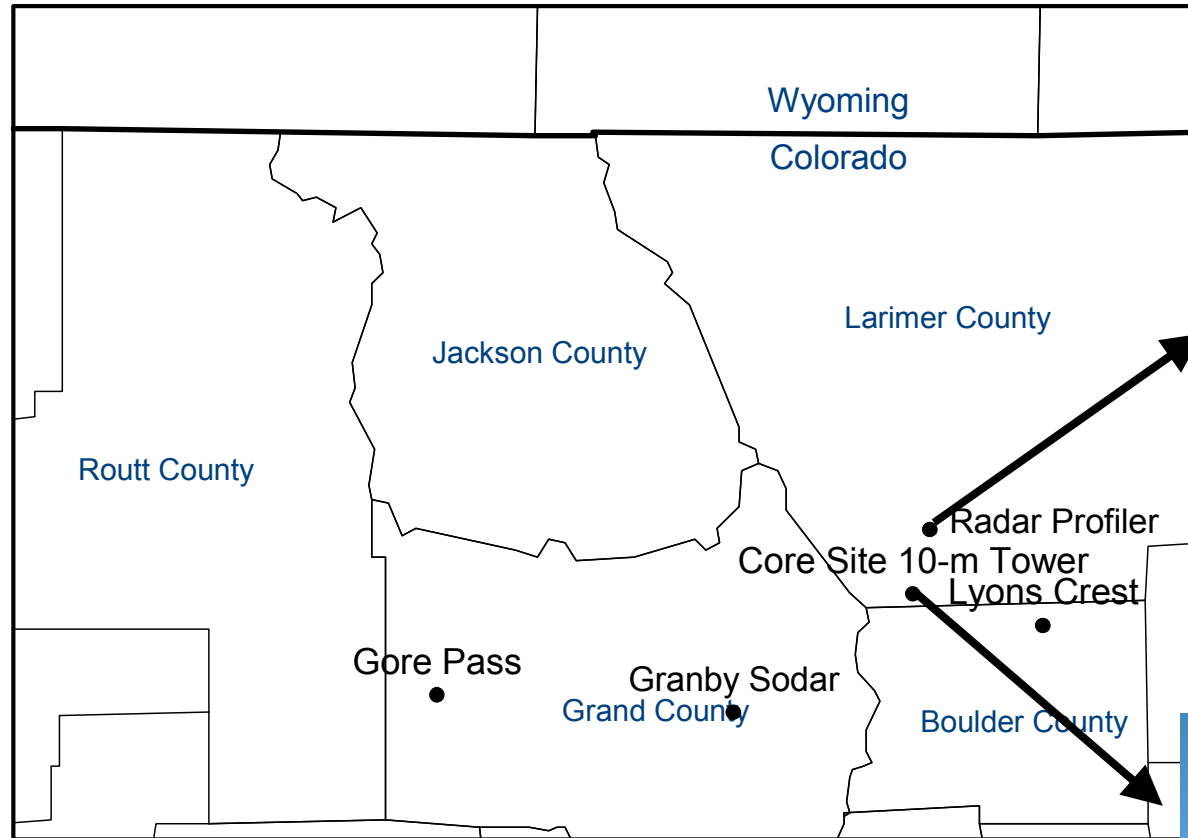 Wyoming
Colorado
Larimer County
Jackson County
Routt County
Radar Profiler
Core Site 10-m Tower
Lyons Crest
Gore Pass
Granby Sodar
Grand County
Boulder County